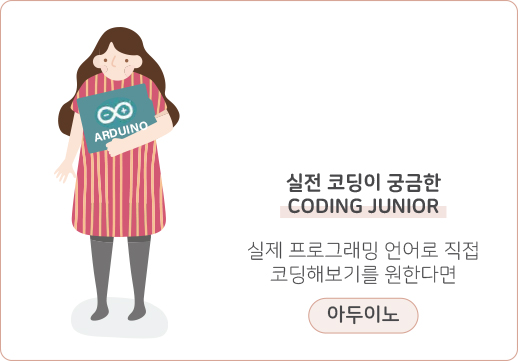 ARDUINO
실전 코딩이 궁금한
CODING JUNIOR
실제 프로그래밍 언어로 직접
코딩해보기를 원한다면
아두이노